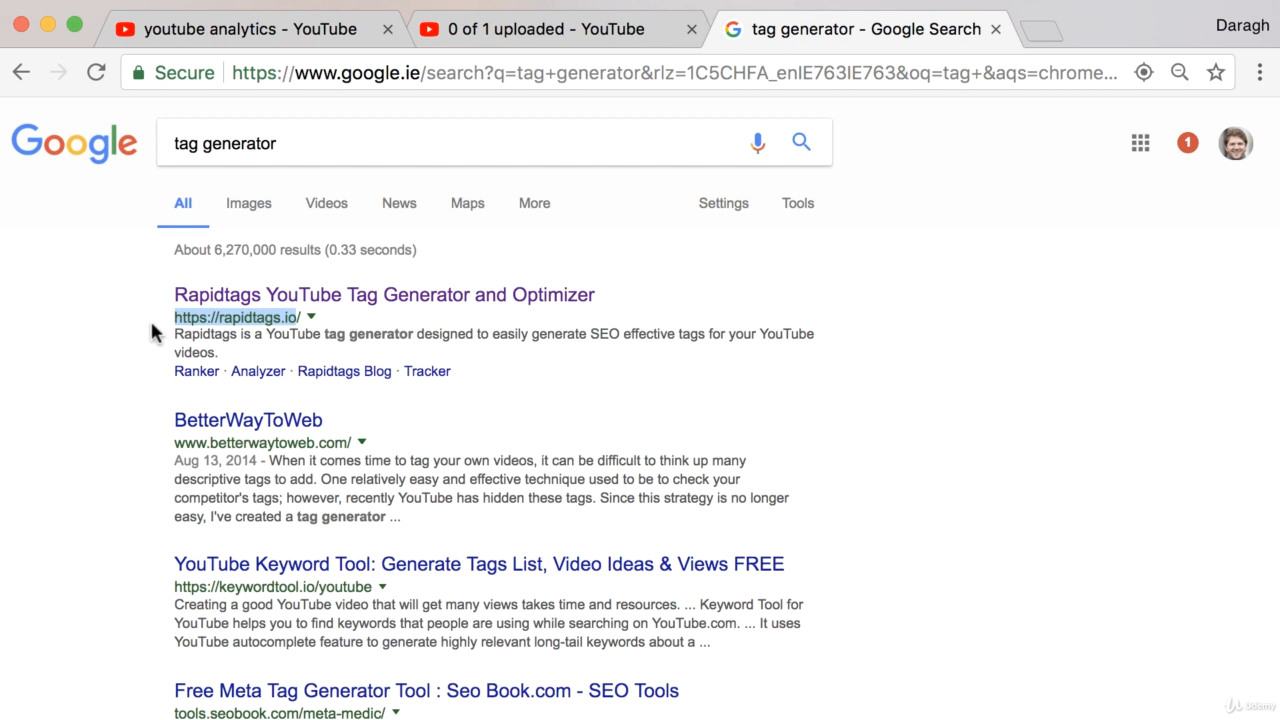 youtube analytics - YouTube
0 of 1 uploaded - YouTube
tag generator - Google Search
Daragh
Secure
https://www.google.ie/search?q=tag+generator&rlz=1C5CHFA_enIE763IE763&oq=tag+&aqs=chrome...
Google
tag generator
1
All
Images
Videos
News
Maps
More
Settings
Tools
About 6,270,000 results (0.33 seconds)
Rapidtags YouTube Tag Generator and Optimizer
https://rapidtags.io/
Rapidtags is a YouTube tag generator designed to easily generate SEO effective tags for your YouTube
videos.
Ranker · Analyzer · Rapidtags Blog · Tracker
BetterWayToWeb
www.betterwaytoweb.com/
Aug 13, 2014 - When it comes time to tag your own videos, it can be difficult to think up many
descriptive tags to add. One relatively easy and effective technique used to be to check your
competitor's tags; however, recently YouTube has hidden these tags. Since this strategy is no longer
easy, I've created a tag generator ...
YouTube Keyword Tool: Generate Tags List, Video Ideas & Views FREE
https://keywordtool.io/youtube
Creating a good YouTube video that will get many views takes time and resources. ... Keyword Tool for
YouTube helps you to find keywords that people are using while searching on YouTube.com. ... It uses
YouTube autocomplete feature to generate highly relevant long-tail keywords about a ...
Free Meta Tag Generator Tool : Seo Book.com - SEO Tools
tools.seobook.com/meta-medic/
Udemy